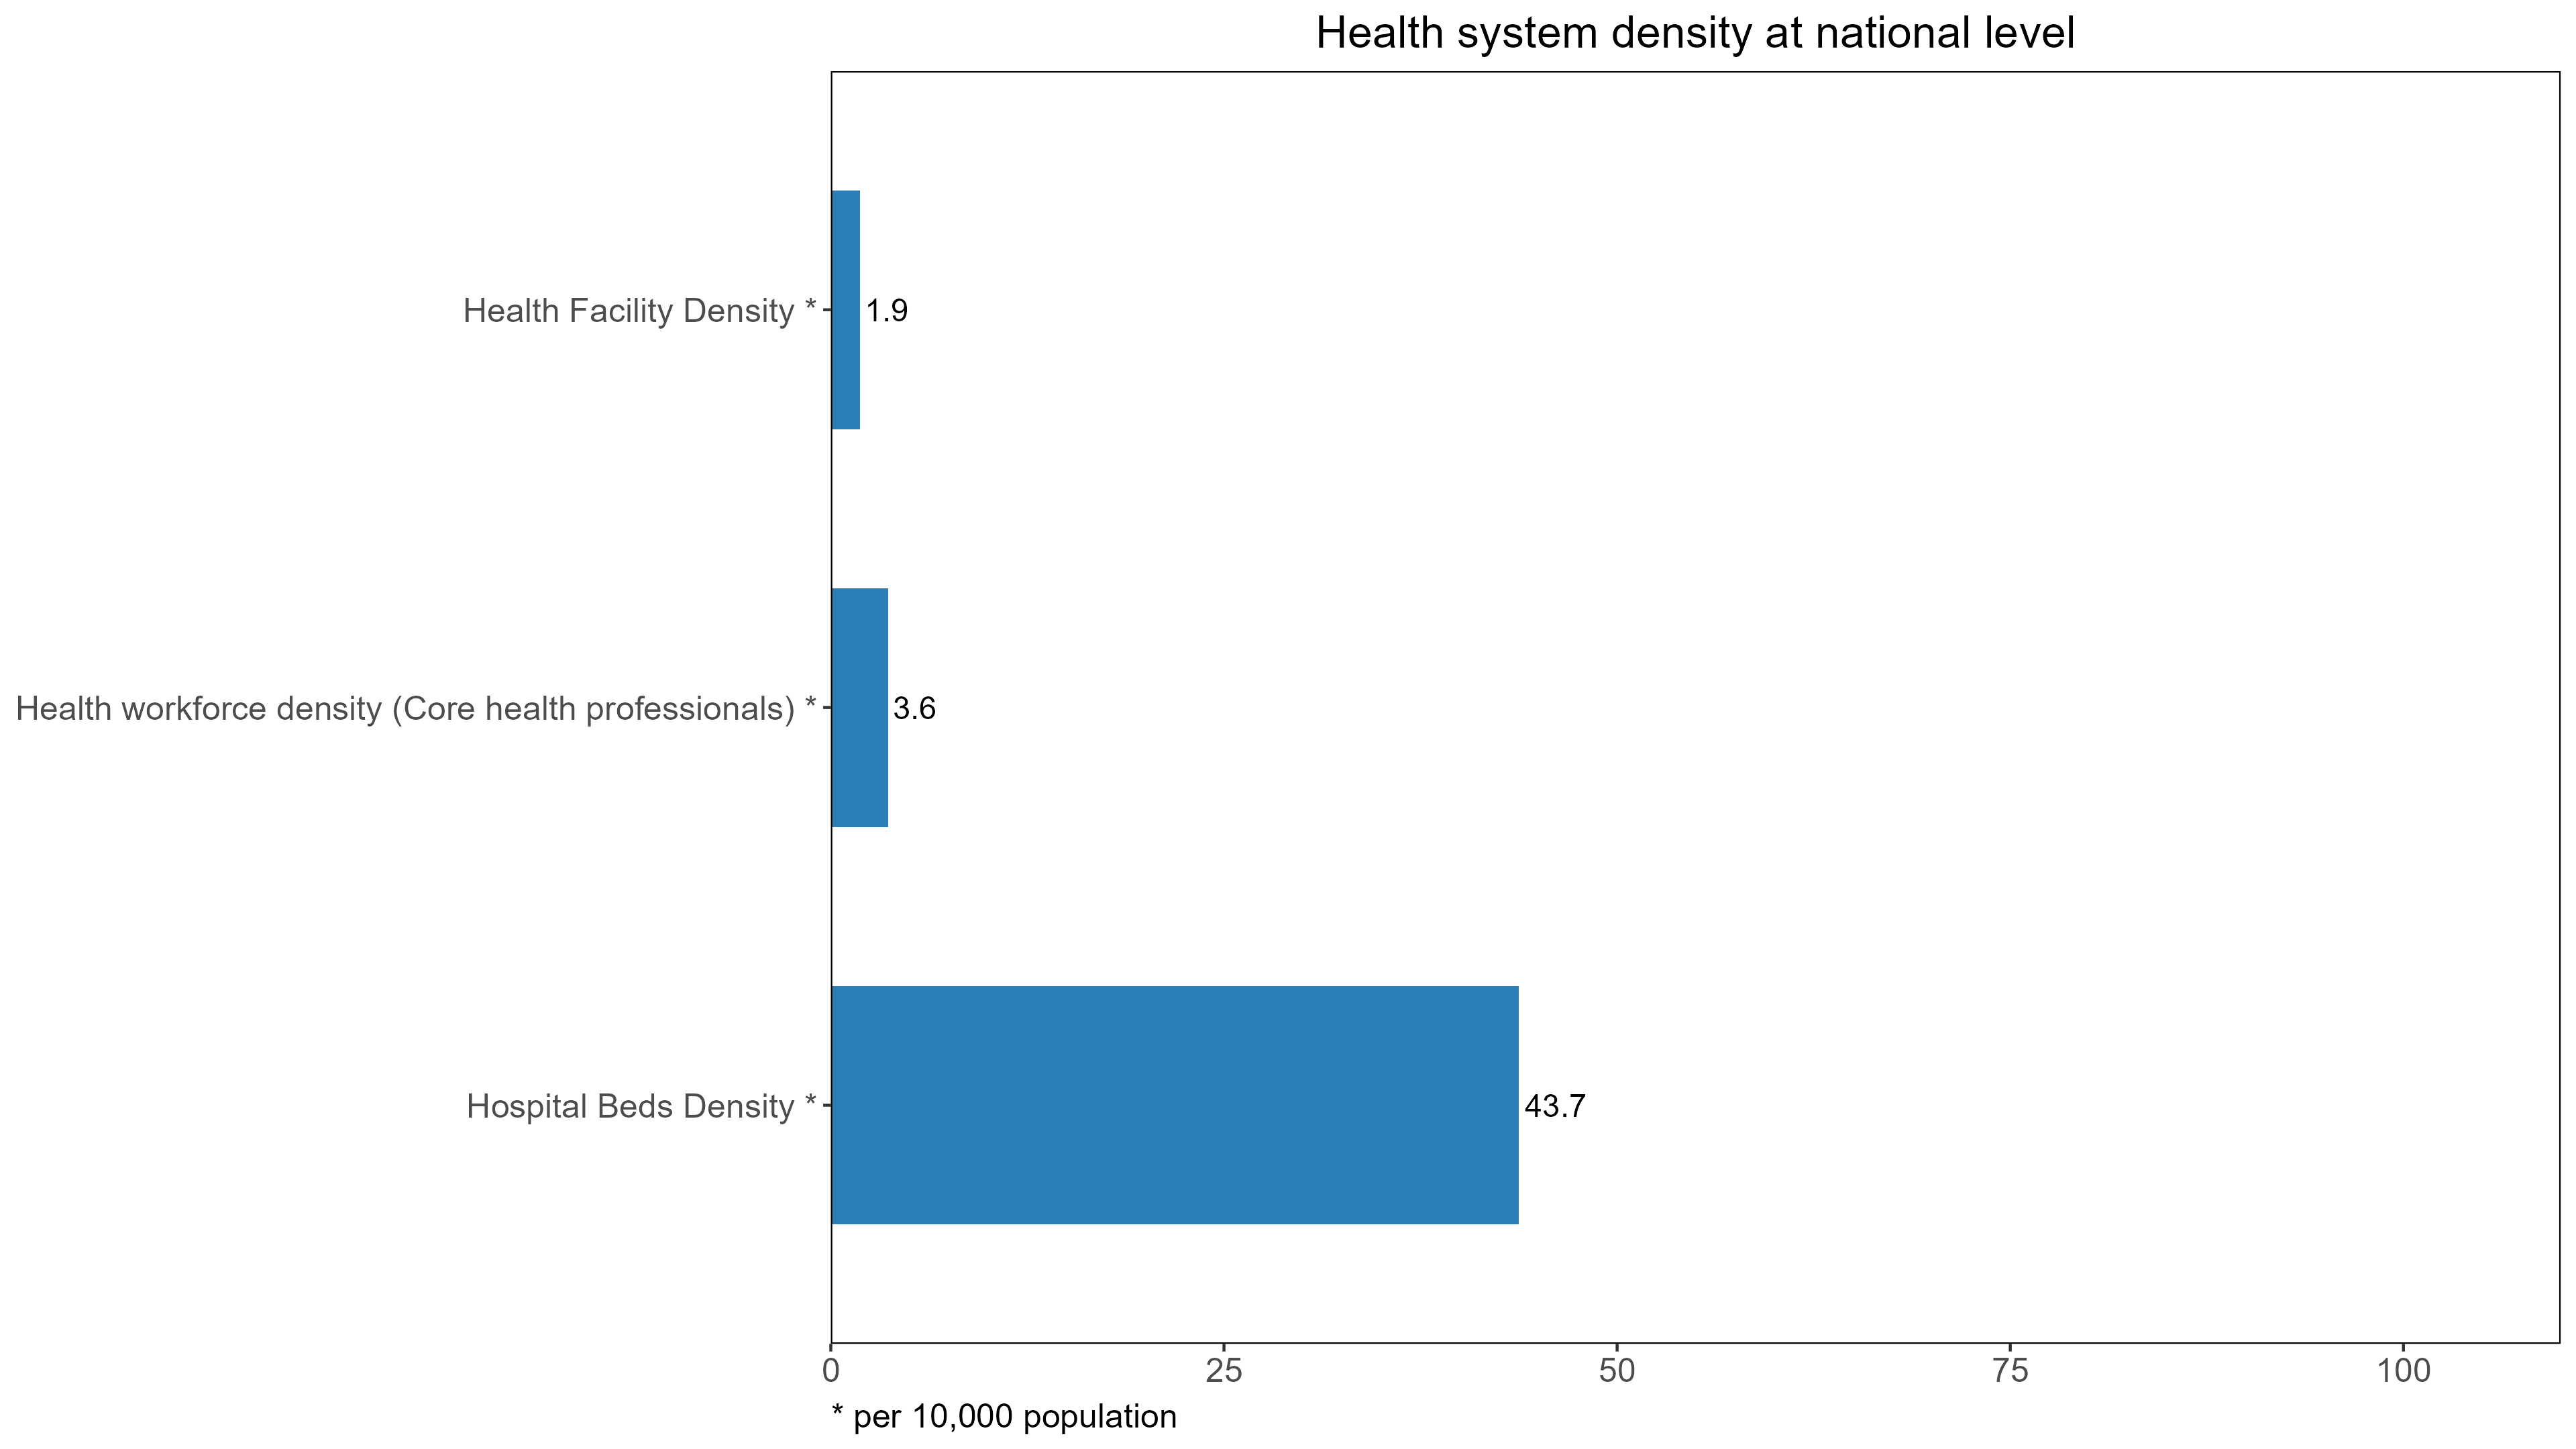 Health system density at national level
Health Facility Density *
1.9
Health workforce density (Core health professionals) *
3.6
Hospital Beds Density *
43.7
0 25 50 75 100
* per 10,000 population